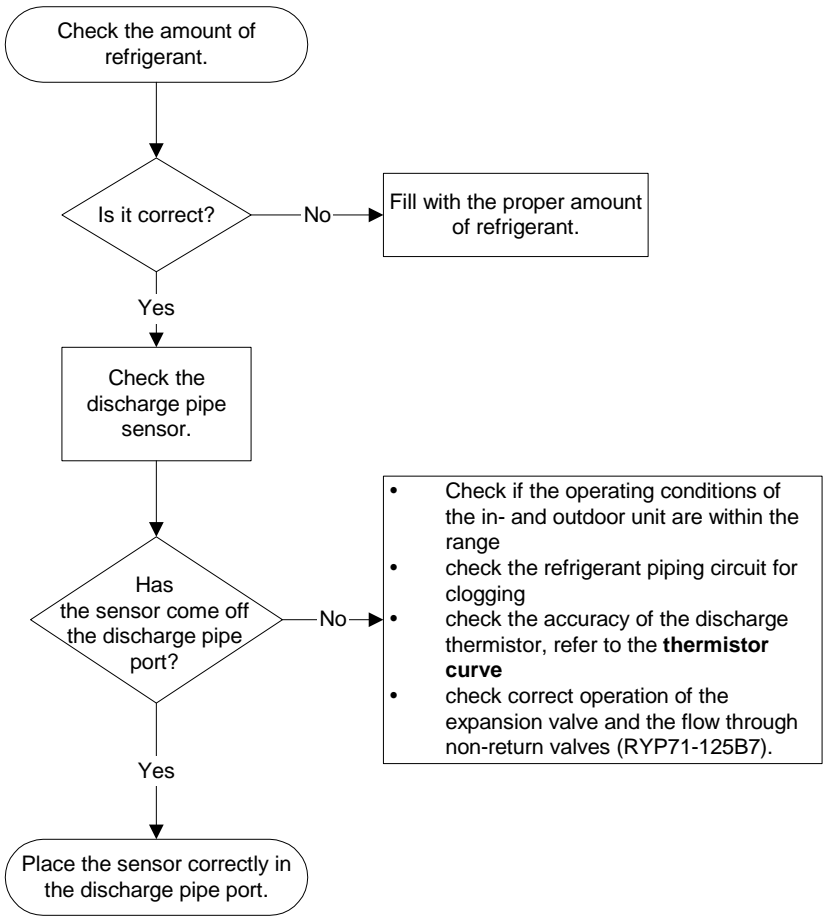 Check the amount of
refrigerant.
Is it correct?
No
Fill with the proper amount
of refrigerant.
Yes
Check the
discharge pipe
sensor.
Has
the sensor come off
the discharge pipe
port?
No
• Check if the operating conditions of
the in- and outdoor unit are within the
range
• check the refrigerant piping circuit for
clogging
• check the accuracy of the discharge
thermistor, refer to the thermistor
curve
• check correct operation of the
expansion valve and the flow through
non-return valves (RYP71-125B7).
Yes
Place the sensor correctly in
the discharge pipe port.